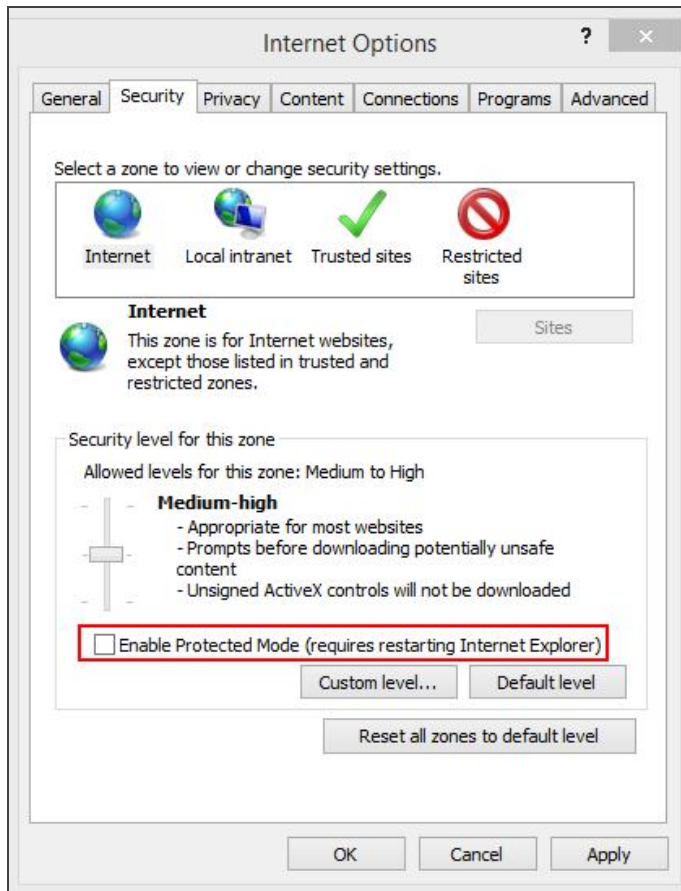 Internet Options
?
General Security Privacy Content Connections Programs Advanced
Select a zone to view or change security settings.
Internet Local intranet Trusted sites Restricted
sites
Internet
This zone is for Internet websites,
except those listed in trusted and
restricted zones.
Sites
Security level for this zone
Allowed levels for this zone: Medium to High
Medium-high
- Appropriate for most websites
- Prompts before downloading potentially unsafe
content
- Unsigned ActiveX controls will not be downloaded
Enable Protected Mode (requires restarting Internet Explorer)
Custom level... Default level
Reset all zones to default level
OK Cancel Apply